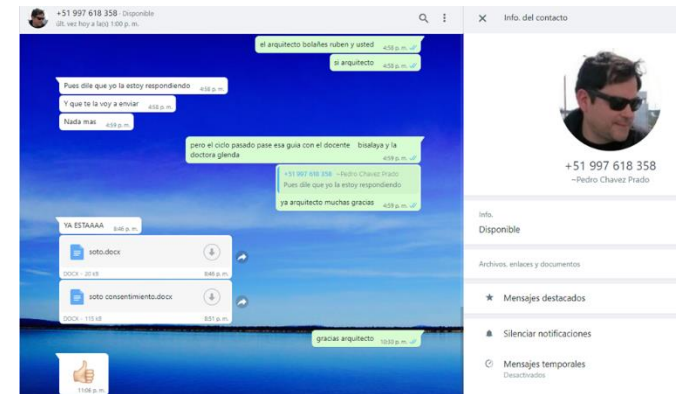 +51 997 618 358 - Disponible
últ. vez hoy a la(s) 1:00 p. m.
el arquitecto bolañes ruben y usted
4:58 p. m.
si arquitecto
4:58 p. m.
Pues dile que yo la estoy respondiendo
4:58 p. m.
Y que te la voy a enviar
4:58 p. m.
Nada mas
4:59 p. m.
pero el ciclo pasado pase esa guia con el docente bisalaya y la
doctora glenda
4:59 p. m.
+51 997 618 358 ~Pedro Chavez Prado
Pues dile que yo la estoy respondiendo
ya arquitecto muchas gracias
4:59 p. m.
YA ESTAAAA
8:46 p. m.
soto.docx
DOCX • 20 kB
8:46 p. m.
soto consentimiento.docx
DOCX • 115 kB
8:51 p. m.
gracias arquitecto
10:53 p. m.
11:06 p. m.
Info. del contacto
+51 997 618 358
~Pedro Chavez Prado
Info.
Disponible
Archivos, enlaces y documentos
Mensajes destacados
Silenciar notificaciones
Mensajes temporales
Desactivados